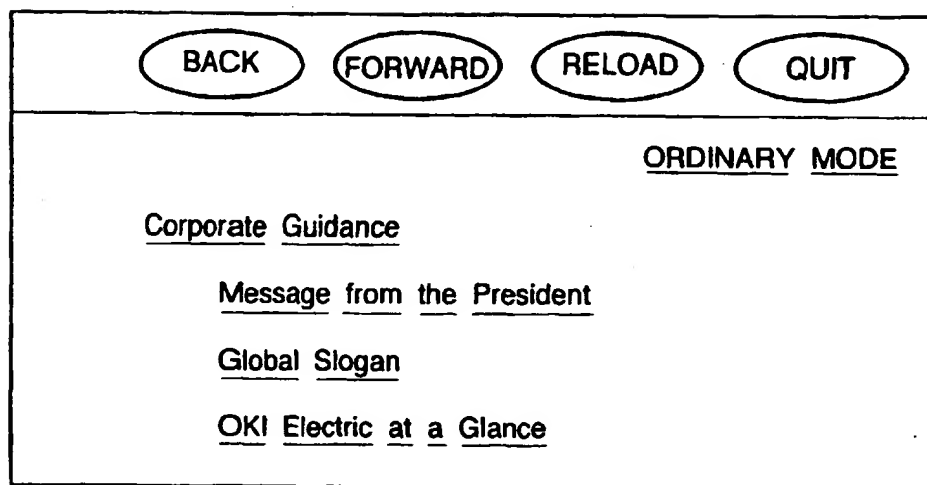 BACK FORWARD RELOAD QUIT
ORDINARY MODE
Corporate Guidance
Message from the President
Global Slogan
OKI Electric at a Glance